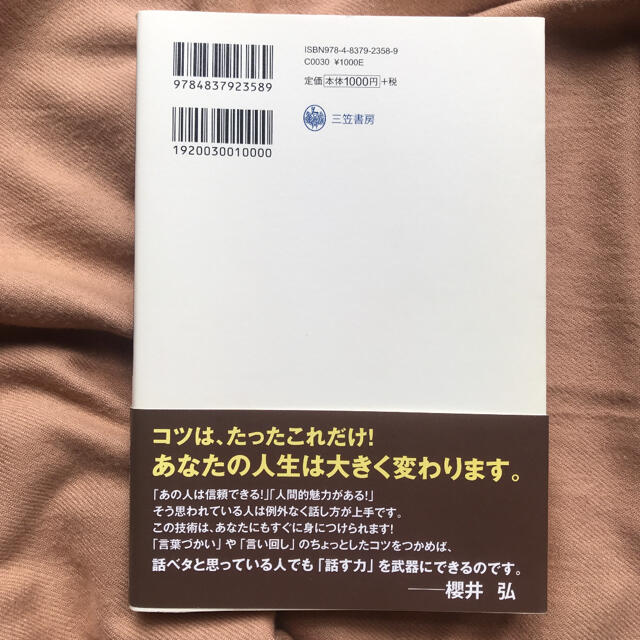 ISBN978-4-8379-2358-9
C0030 ¥1000E
定価 本体1000円+税
9784837923589
三笠書房
1920030010000
コツは、たったこれだけ!
あなたの人生は大きく変わります。
「あの人は信頼できる!」「人間的魅力がある!」
そう思われている人は例外なく話し方が上手です。
この技術は、あなたにもすぐに身につけられます!
「言葉づかい」や「言い回し」のちょっとしたコツをつかめば、
話ベタと思っている人でも「話す力」を武器にできるのです。
──櫻井 弘